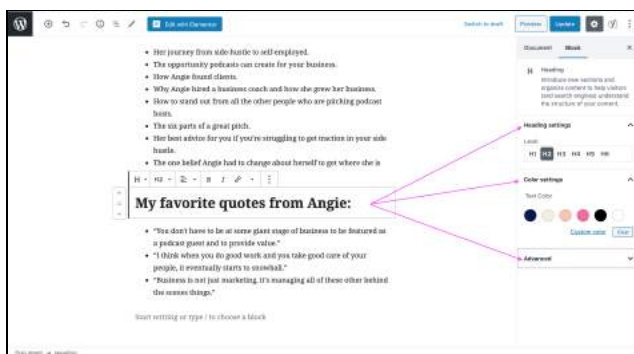 Edit with Elementor
Switch to draft
Preview
Update
Document
Block
• Her journey from side-hustle to self-employed.
• The opportunity podcasts can create for your business.
• How Angie found clients.
• Why Angie hired a business coach and how she grew her business.
• How to stand out from all the other people who are pitching podcast
hosts.
• The six parts of a great pitch.
• Her best advice for you if you're struggling to get traction in your side
hustle.
• The one belief Angie had to change about herself to get where she is
H
H2
B
I
My favorite quotes from Angie:
• "You don't have to be at some giant stage of business to be featured as
a podcast guest and to provide value."
• "I think when you do good work and you take good care of your
people, it eventually starts to snowball."
• "Business is not just marketing, it's managing all of these other behind
the scenes things."
Start writing or type / to choose a block
H
Heading
Introduce new sections and
organize content to help visitors
(and search engines) understand
the structure of your content.
Heading settings
Level
H1 H2 H3 H4 H5 H6
Color settings
Text Color
Custom color
Clear
Advanced
Document
Heading